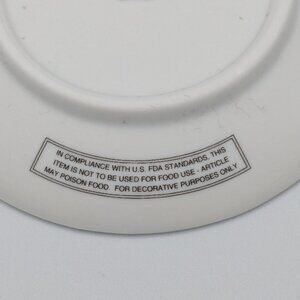 IN COMPLIANCE WITH U.S. FDA STANDARDS. THIS
ITEM IS NOT TO BE USED FOR FOOD USE - ARTICLE
MAY POISON FOOD. FOR DECORATIVE PURPOSES ONLY.